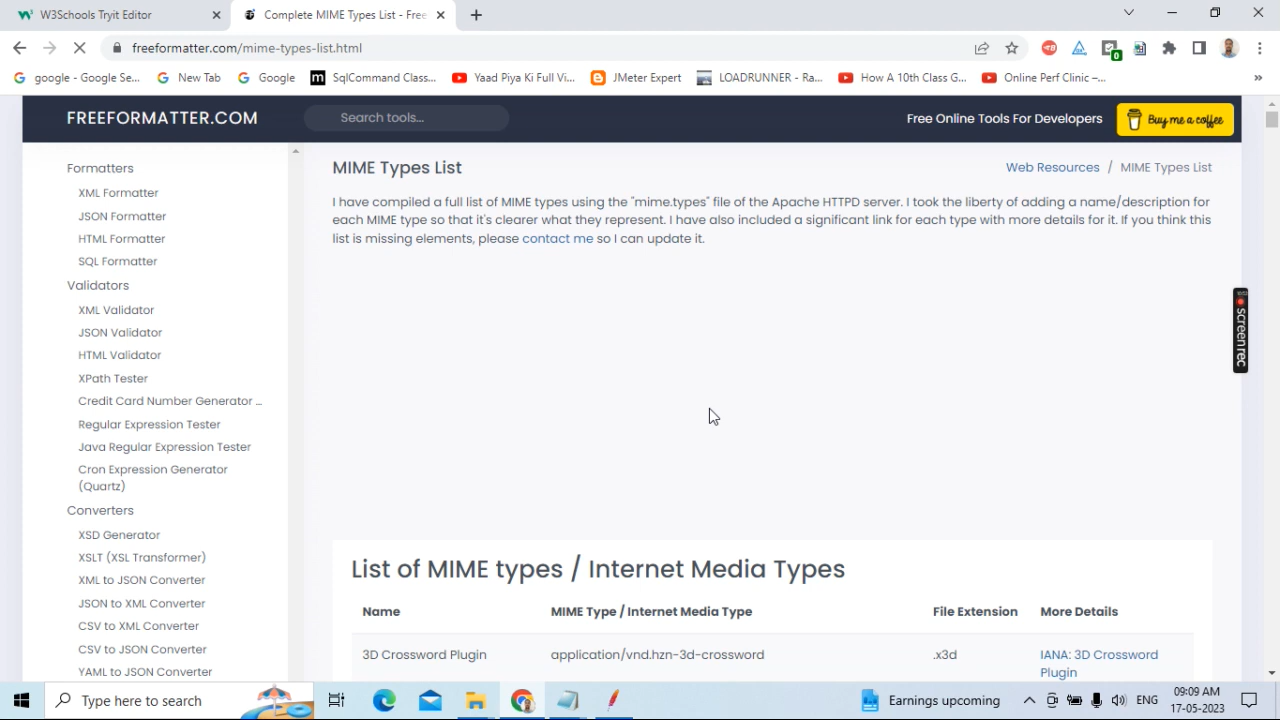 W3Schools Tryit Editor
Complete MIME Types List - Free
freeformatter.com/mime-types-list.html
google - Google Se...
New Tab
Google
SqlCommand Class...
Yaad Piya Ki Full Vi...
JMeter Expert
LOADRUNNER - Ra...
How A 10th Class G...
Online Perf Clinic –...
»
FREEFORMATTER.COM
Search tools...
Free Online Tools For Developers
Buy me a coffee
Formatters
XML Formatter
JSON Formatter
HTML Formatter
SQL Formatter
Validators
XML Validator
JSON Validator
HTML Validator
XPath Tester
Credit Card Number Generator ...
Regular Expression Tester
Java Regular Expression Tester
Cron Expression Generator
(Quartz)
Converters
XSD Generator
XSLT (XSL Transformer)
XML to JSON Converter
JSON to XML Converter
CSV to XML Converter
CSV to JSON Converter
YAML to JSON Converter
MIME Types List
Web Resources / MIME Types List
I have compiled a full list of MIME types using the "mime.types" file of the Apache HTTPD server. I took the liberty of adding a name/description for
each MIME type so that it's clearer what they represent. I have also included a significant link for each type with more details for it. If you think this
list is missing elements, please contact me so I can update it.
List of MIME types / Internet Media Types
Name MIME Type / Internet Media Type File Extension More Details
3D Crossword Plugin application/vnd.hzn-3d-crossword .x3d IANA: 3D Crossword
Plugin
screen rec
Type here to search
Earnings upcoming
ENG
09:09 AM
17-05-2023